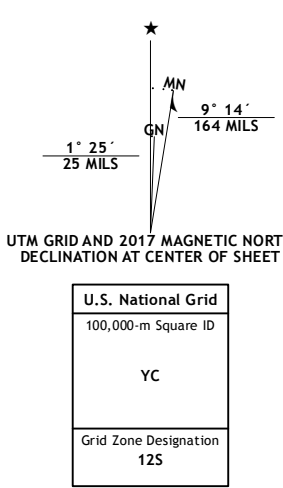 ★
MN
GN
9° 14´
164 MILS
1° 25´
25 MILS
UTM GRID AND 2017 MAGNETIC NORT
DECLINATION AT CENTER OF SHEET
U.S. National Grid
100,000-m Square ID
YC
Grid Zone Designation
12S